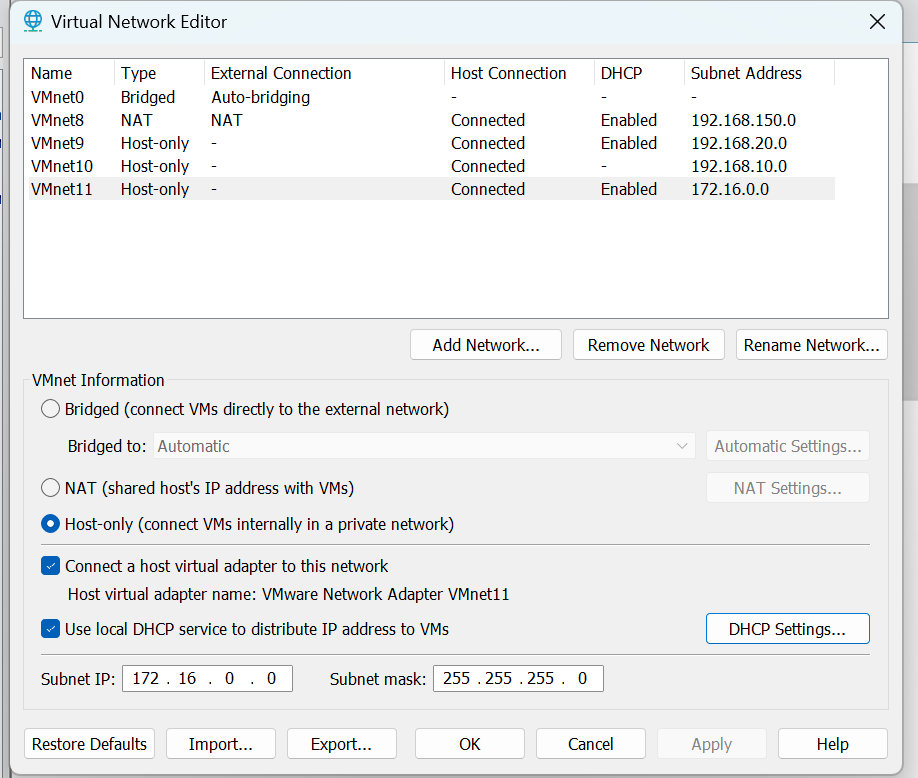 Virtual Network Editor
Name Type External Connection Host Connection DHCP Subnet Address
VMnet0 Bridged Auto-bridging - - -
VMnet8 NAT NAT Connected Enabled 192.168.150.0
VMnet9 Host-only - Connected Enabled 192.168.20.0
VMnet10 Host-only - Connected - 192.168.10.0
VMnet11 Host-only - Connected Enabled 172.16.0.0
Add Network... Remove Network Rename Network...
VMnet Information
Bridged (connect VMs directly to the external network)
Bridged to: Automatic Automatic Settings...
NAT (shared host's IP address with VMs) NAT Settings...
Host-only (connect VMs internally in a private network)
Connect a host virtual adapter to this network
Host virtual adapter name: VMware Network Adapter VMnet11
Use local DHCP service to distribute IP address to VMs DHCP Settings...
Subnet IP: 172 . 16 . 0 . 0 Subnet mask: 255 . 255 . 255 . 0
Restore Defaults Import... Export... OK Cancel Apply Help